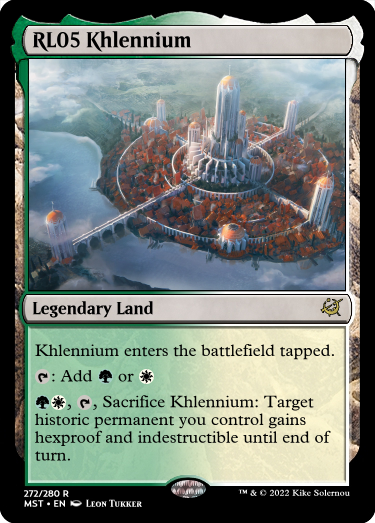 RL05 Khlennium
Legendary Land
Khlennium enters the battlefield tapped.
: Add or
, , Sacrifice Khlennium: Target
historic permanent you control gains
hexproof and indestructible until end
of turn.
272/280 R
MST • EN LEON TUKKER
™ & © 2022 Kike Solernou